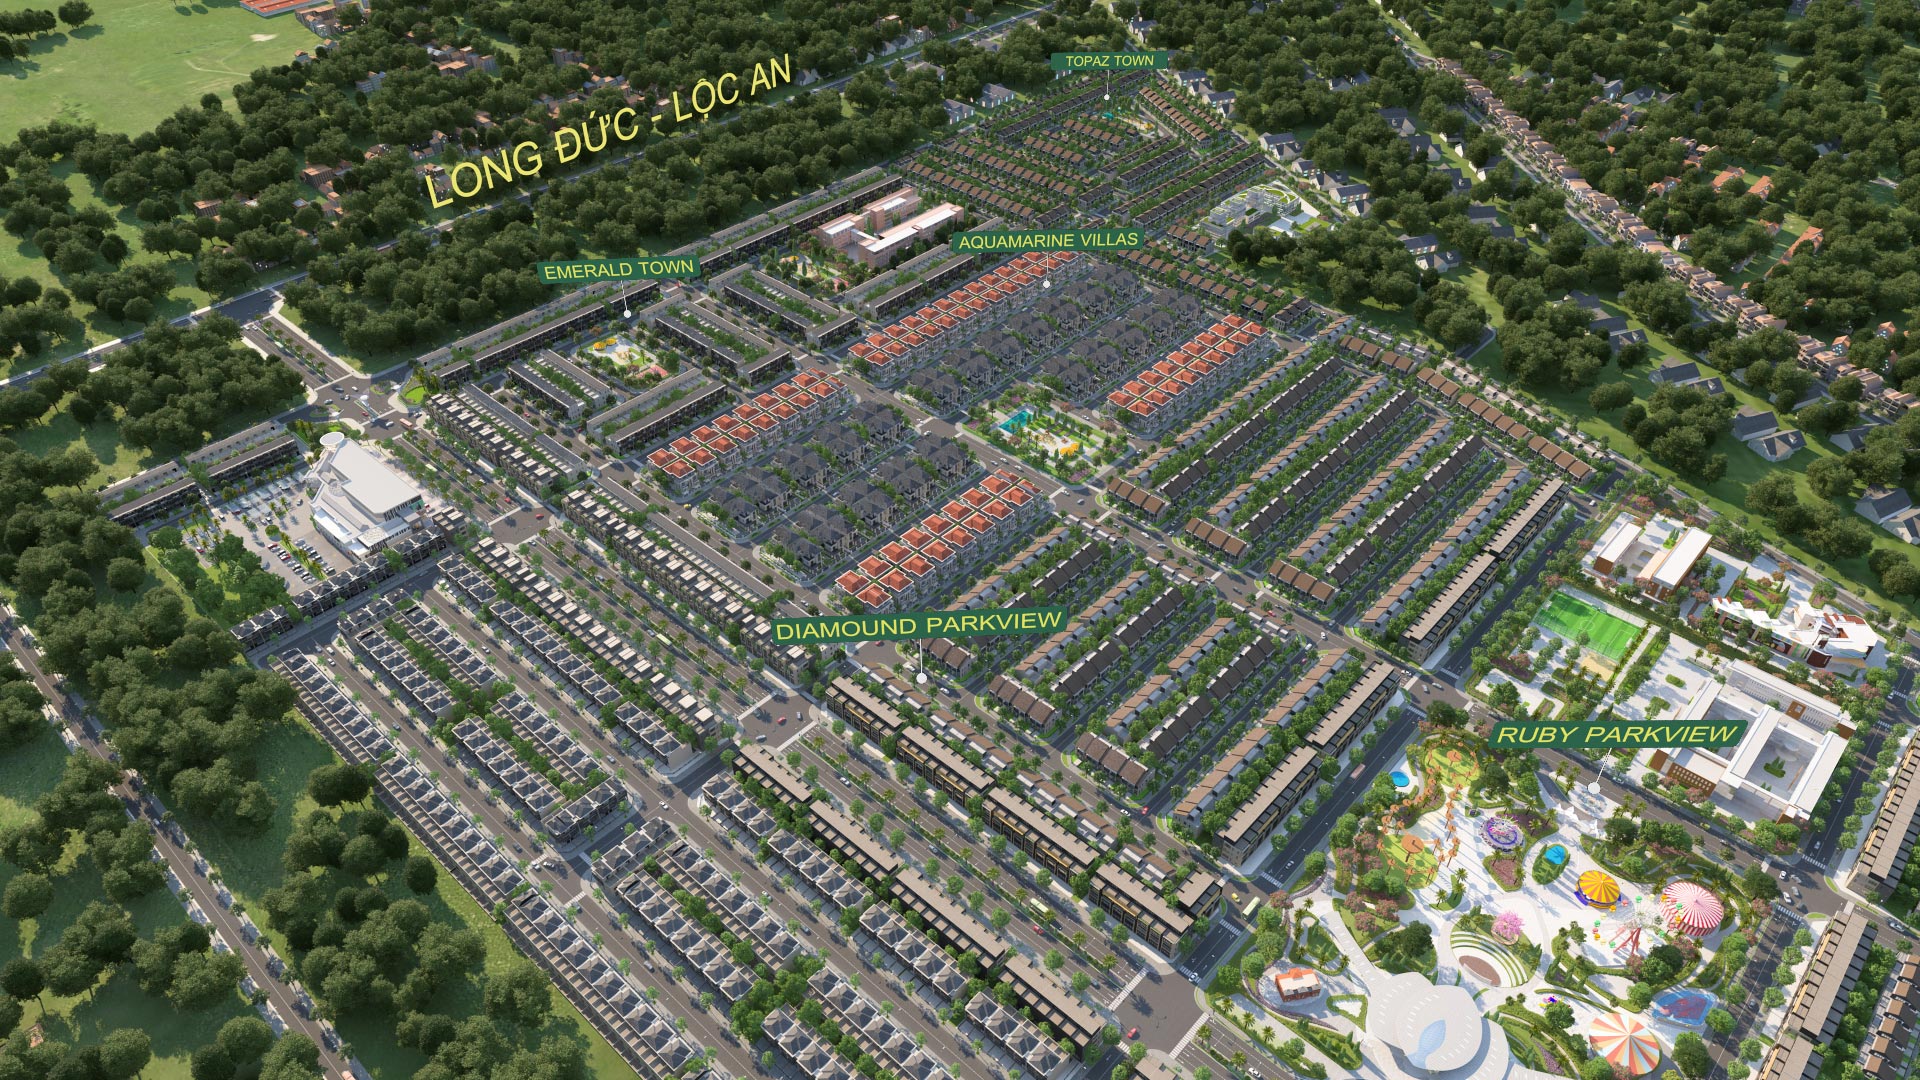 TOPAZ TOWN
LONG ĐỨC - LỘC AN
AQUAMARINE VILLAS
EMERALD TOWN
DIAMOUND PARKVIEW
RUBY PARKVIEW